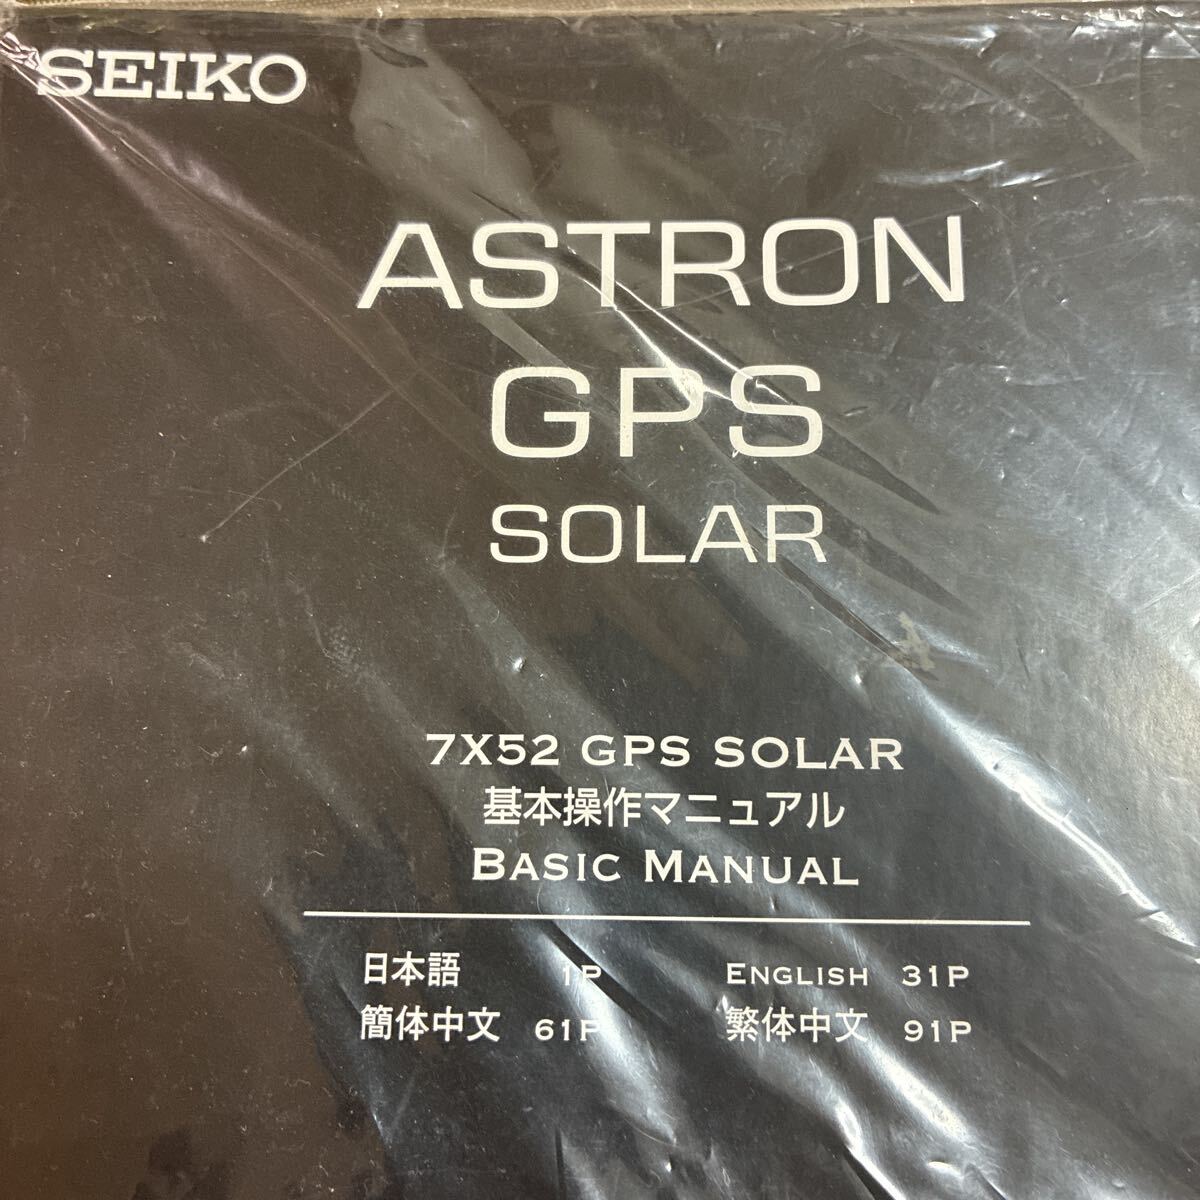 SEIKO
ASTRON
GPS
SOLAR
7X52 GPS SOLAR
基本操作マニュアル
BASIC MANUAL
日本語 1P ENGLISH 31P
簡体中文 61P 繁体中文 91P